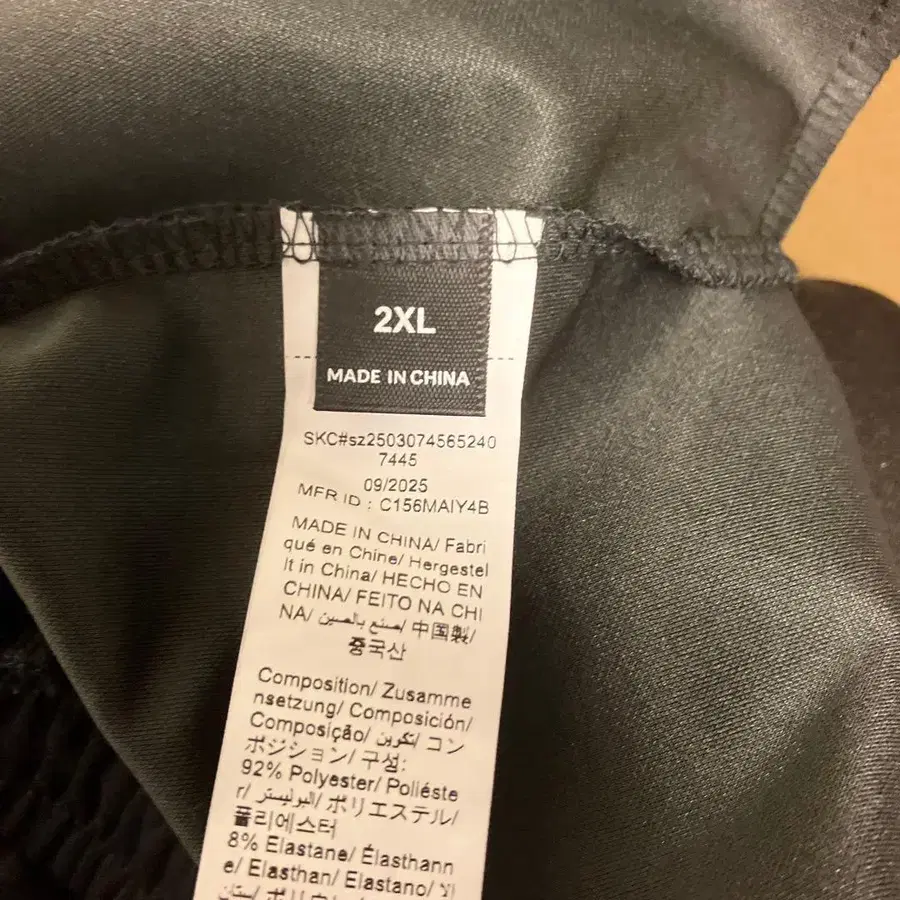 2XL
MADE IN CHINA
SKC#sz2503074565240
7445
09/2025
MFR ID : C156MAIY4B
MADE IN CHINA/ Fabri
qué en Chine/ Hergestel
lt in China/ HECHO EN
CHINA/ FEITO NA CHI
NA/ صنع بالصين/ 中国製/
중국산
Composition/ Zusamme
nsetzung/ Composición/
Composição/ تكوين/ コン
ポジション/ 구성:
92% Polyester/ Poliéste
r/ البوليستر/ ポリエステル/
폴리에스터
8% Elastane/ Élasthann
e/ Elasthan/ Elastano/